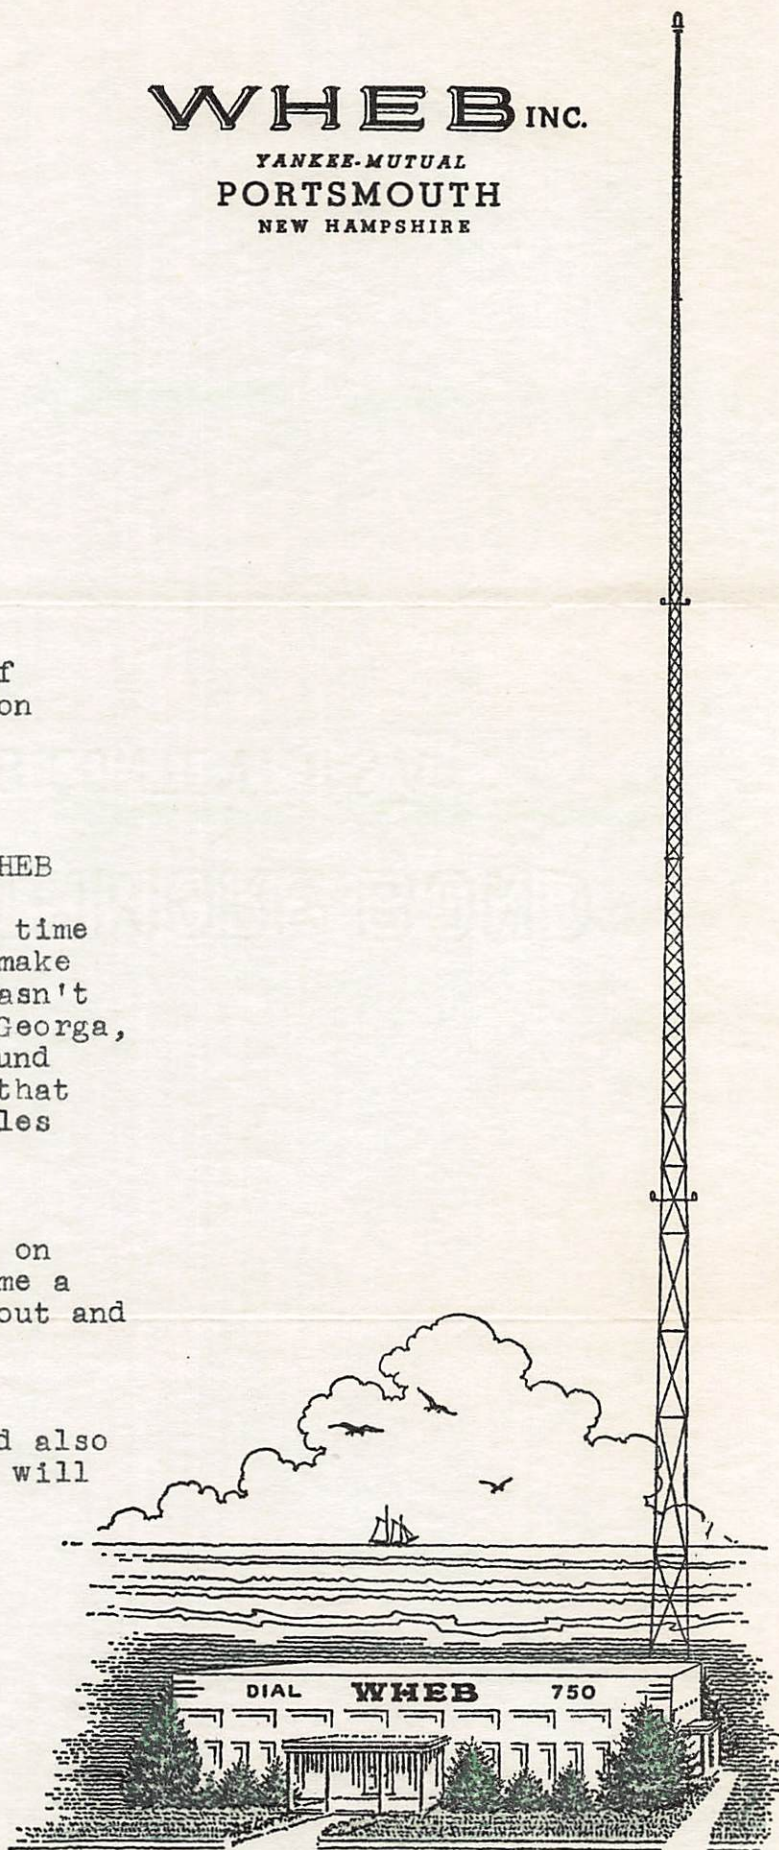 WHEB INC.
YANKEE-MUTUAL
PORTSMOUTH
NEW HAMPSHIRE
f
on
HEB
time
make
asn't
Georga,
und
that
les
on
me a
out and
d also
will
DIAL WHEB 750